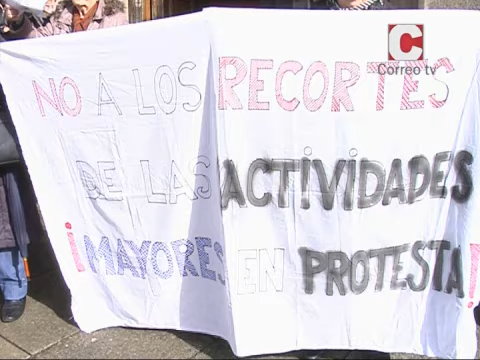 C
Correo tv
NO A LOS RECORTES
DE LAS ACTIVIDADES
¡MAYORES EN PROTESTA!